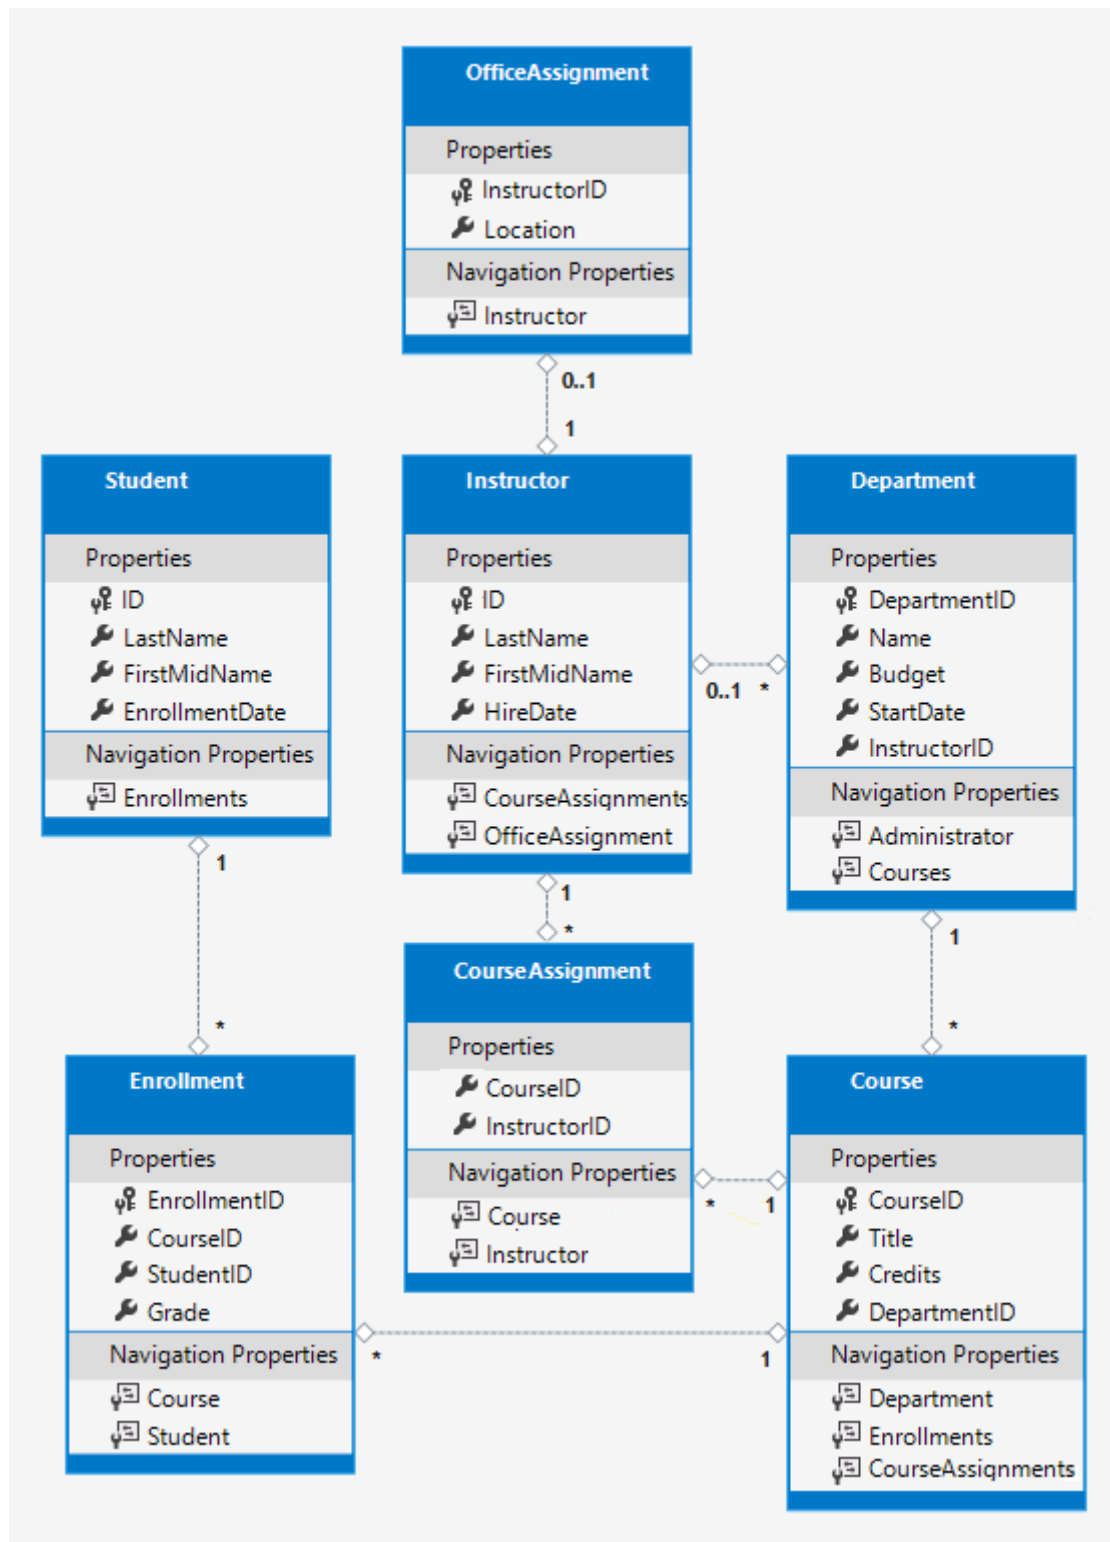 OfficeAssignment
Properties
InstructorID
Location
Navigation Properties
Instructor
0..1
1
Student
Properties
ID
LastName
FirstMidName
EnrollmentDate
Navigation Properties
Enrollments
1
*
Instructor
Properties
ID
LastName
FirstMidName
HireDate
Navigation Properties
CourseAssignments
OfficeAssignment
0..1 *
1
*
Department
Properties
DepartmentID
Name
Budget
StartDate
InstructorID
Navigation Properties
Administrator
Courses
1
*
CourseAssignment
Properties
CourseID
InstructorID
Navigation Properties
Course
Instructor
* 1
Enrollment
Properties
EnrollmentID
CourseID
StudentID
Grade
Navigation Properties
Course
Student
* 1
Course
Properties
CourseID
Title
Credits
DepartmentID
Navigation Properties
Department
Enrollments
CourseAssignments